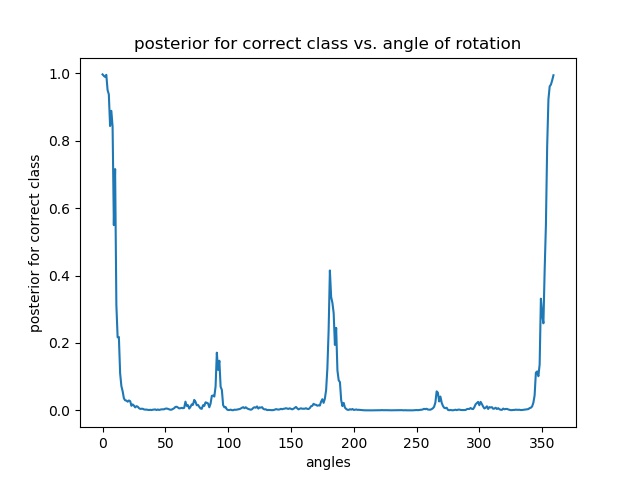 posterior for correct class vs. angle of rotation
1.0
0.8
0.6
0.4
0.2
0.0
posterior for correct class
0 50 100 150 200 250 300 350
angles